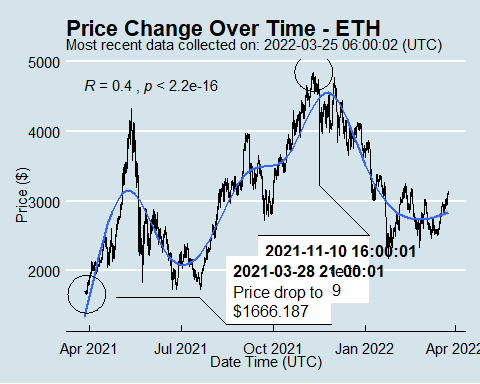 Price Change Over Time - ETH
Most recent data collected on: 2022-03-25 06:00:02 (UTC)
R = 0.4 , p < 2.2e-16
5000
4000
3000
2000
Price ($)
2021-11-10 16:00:01
2021-03-28 21:00:01
Price drop to
9
$1666.187
Apr 2021
Jul 2021
Oct 2021
Jan 2022
Apr 2022
Date Time (UTC)